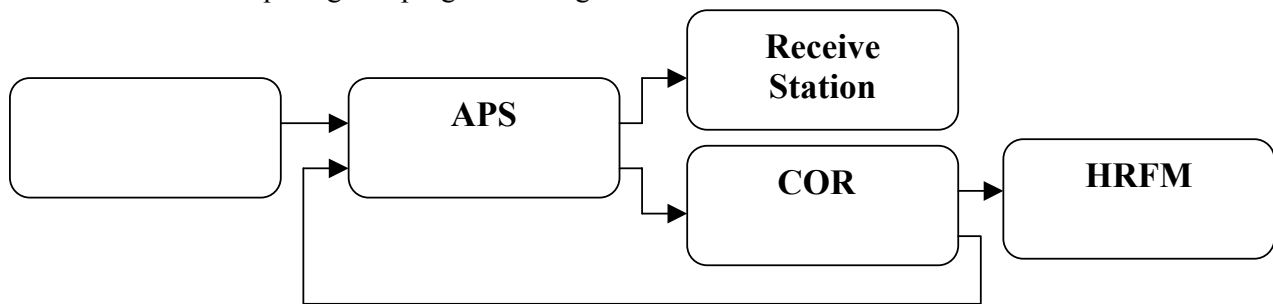 Receive
Station
APS
COR
HRFM